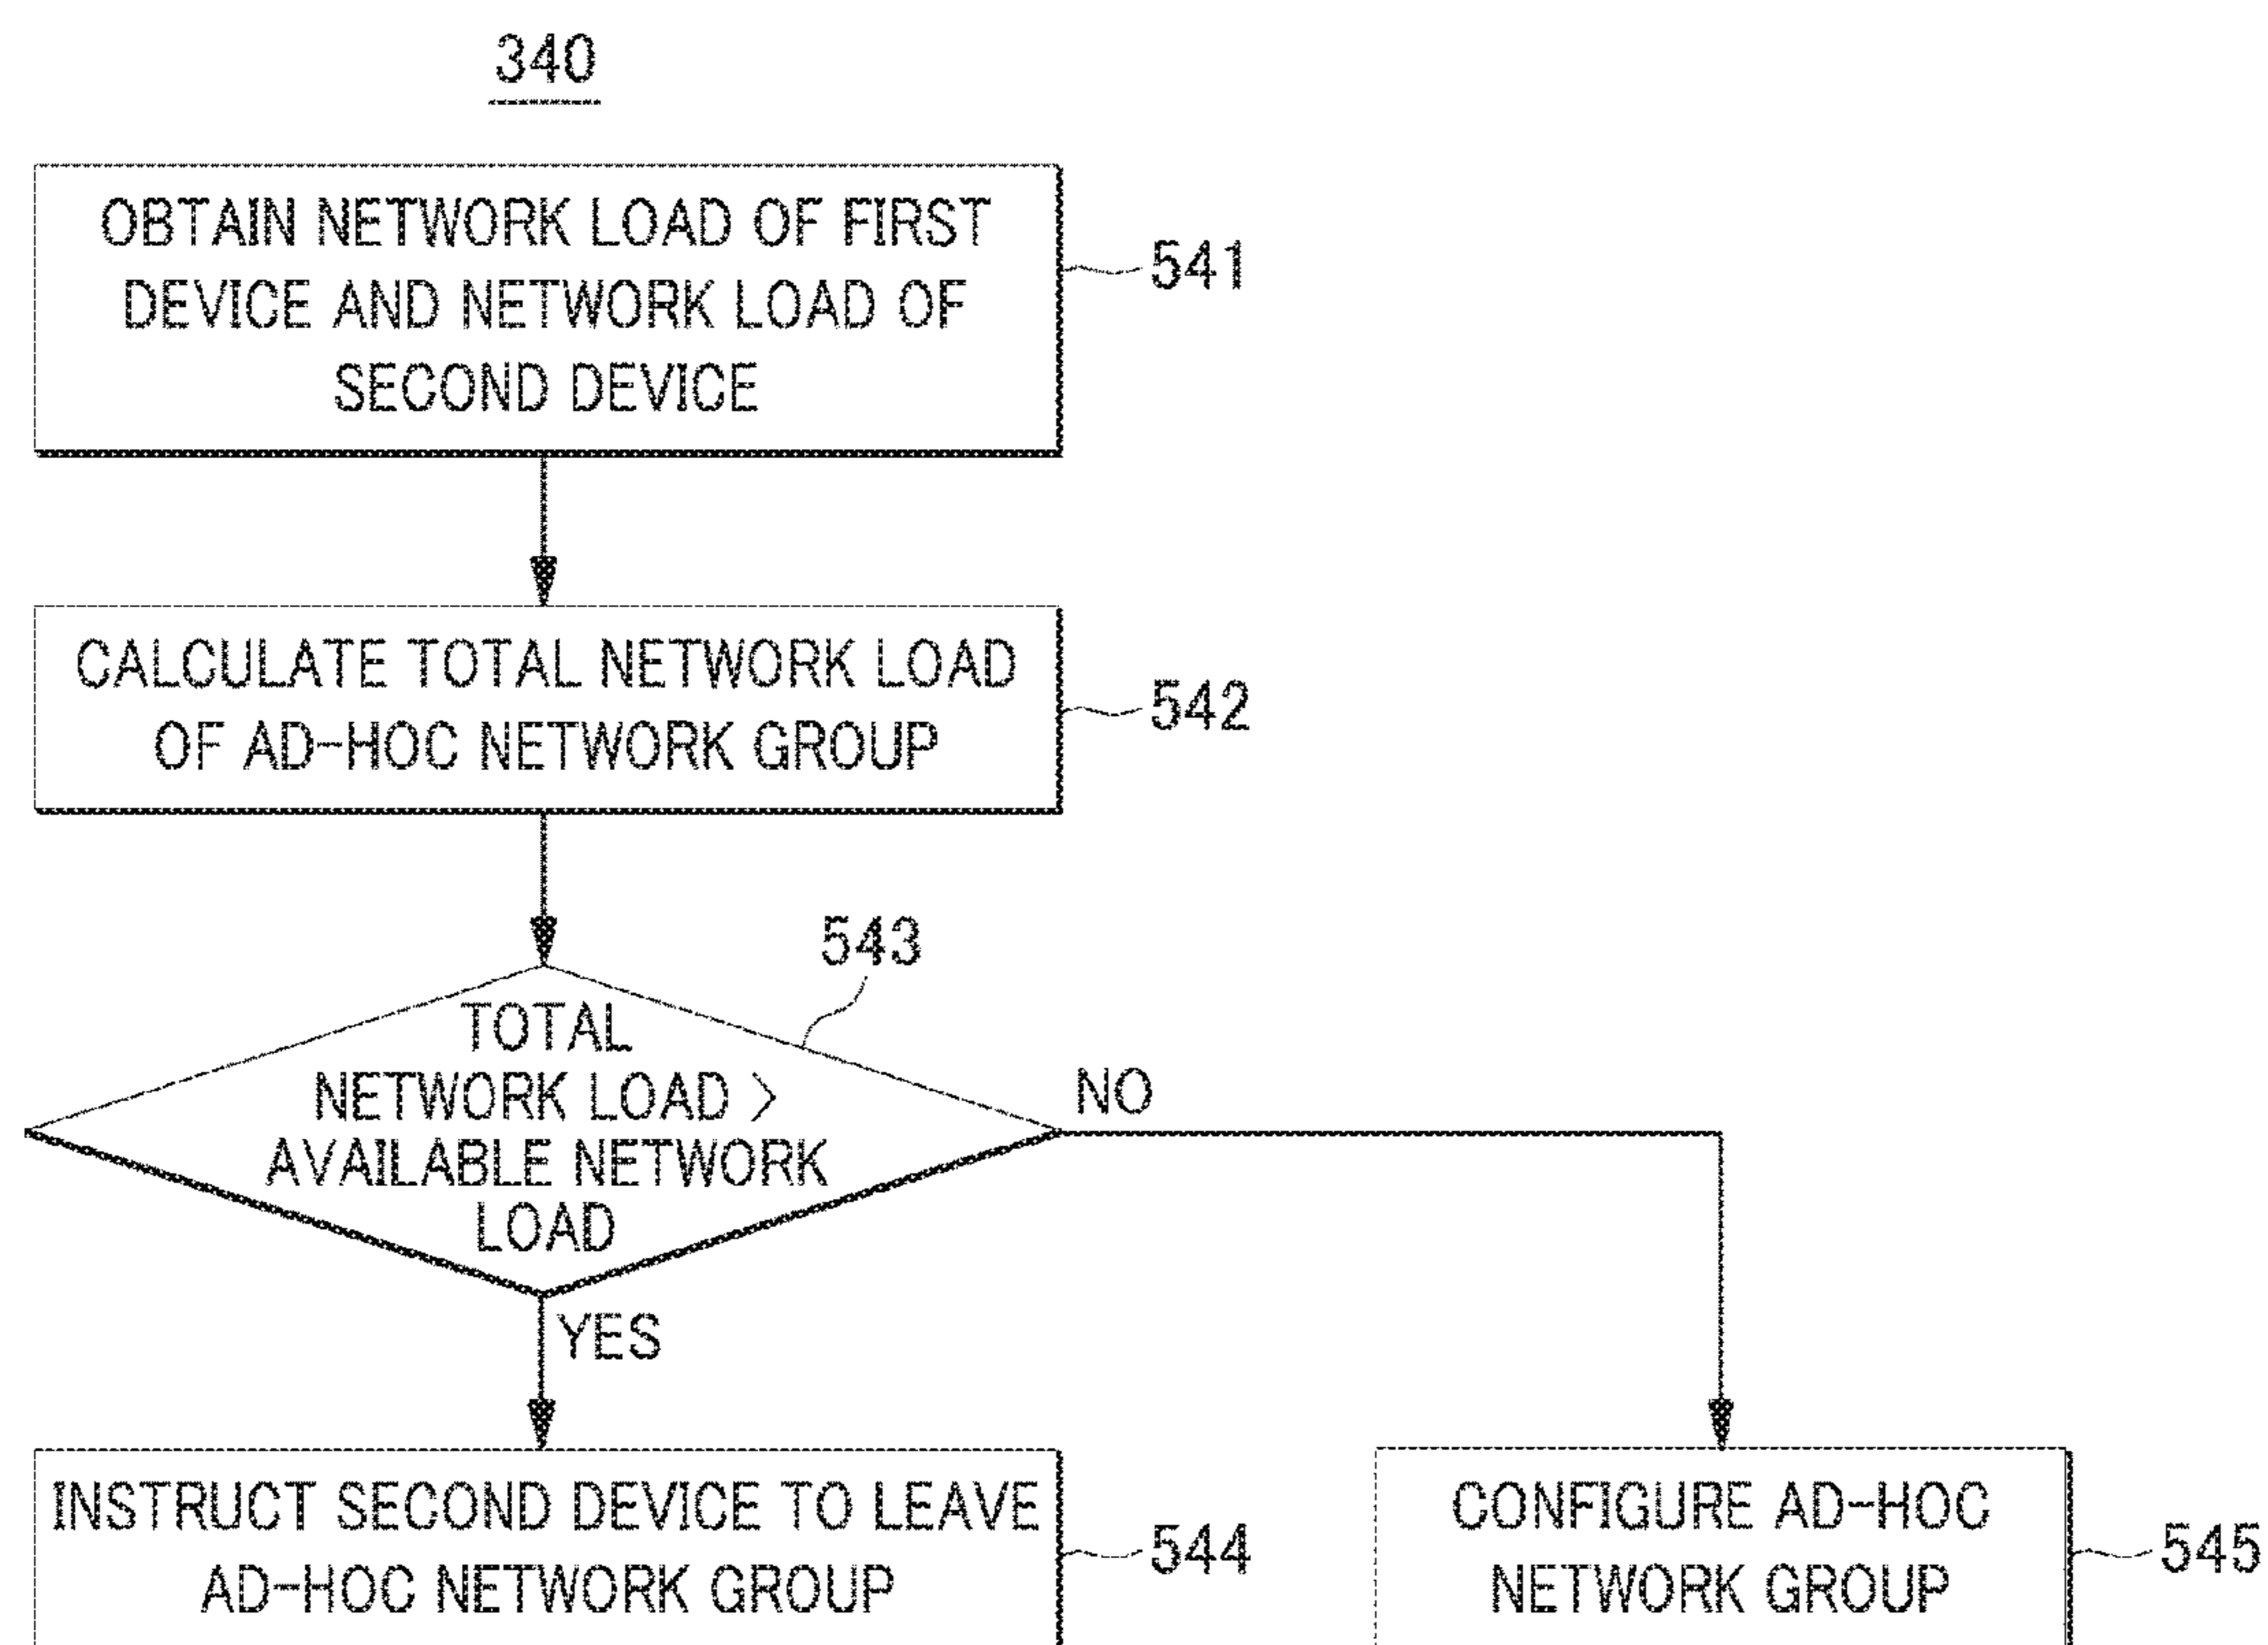 340
OBTAIN NETWORK LOAD OF FIRST
DEVICE AND NETWORK LOAD OF
SECOND DEVICE
541
CALCULATE TOTAL NETWORK LOAD
OF AD-HOC NETWORK GROUP
542
543
TOTAL
NETWORK LOAD >
AVAILABLE NETWORK
LOAD
NO
YES
INSTRUCT SECOND DEVICE TO LEAVE
AD-HOC NETWORK GROUP
544
CONFIGURE AD-HOC
NETWORK GROUP
545